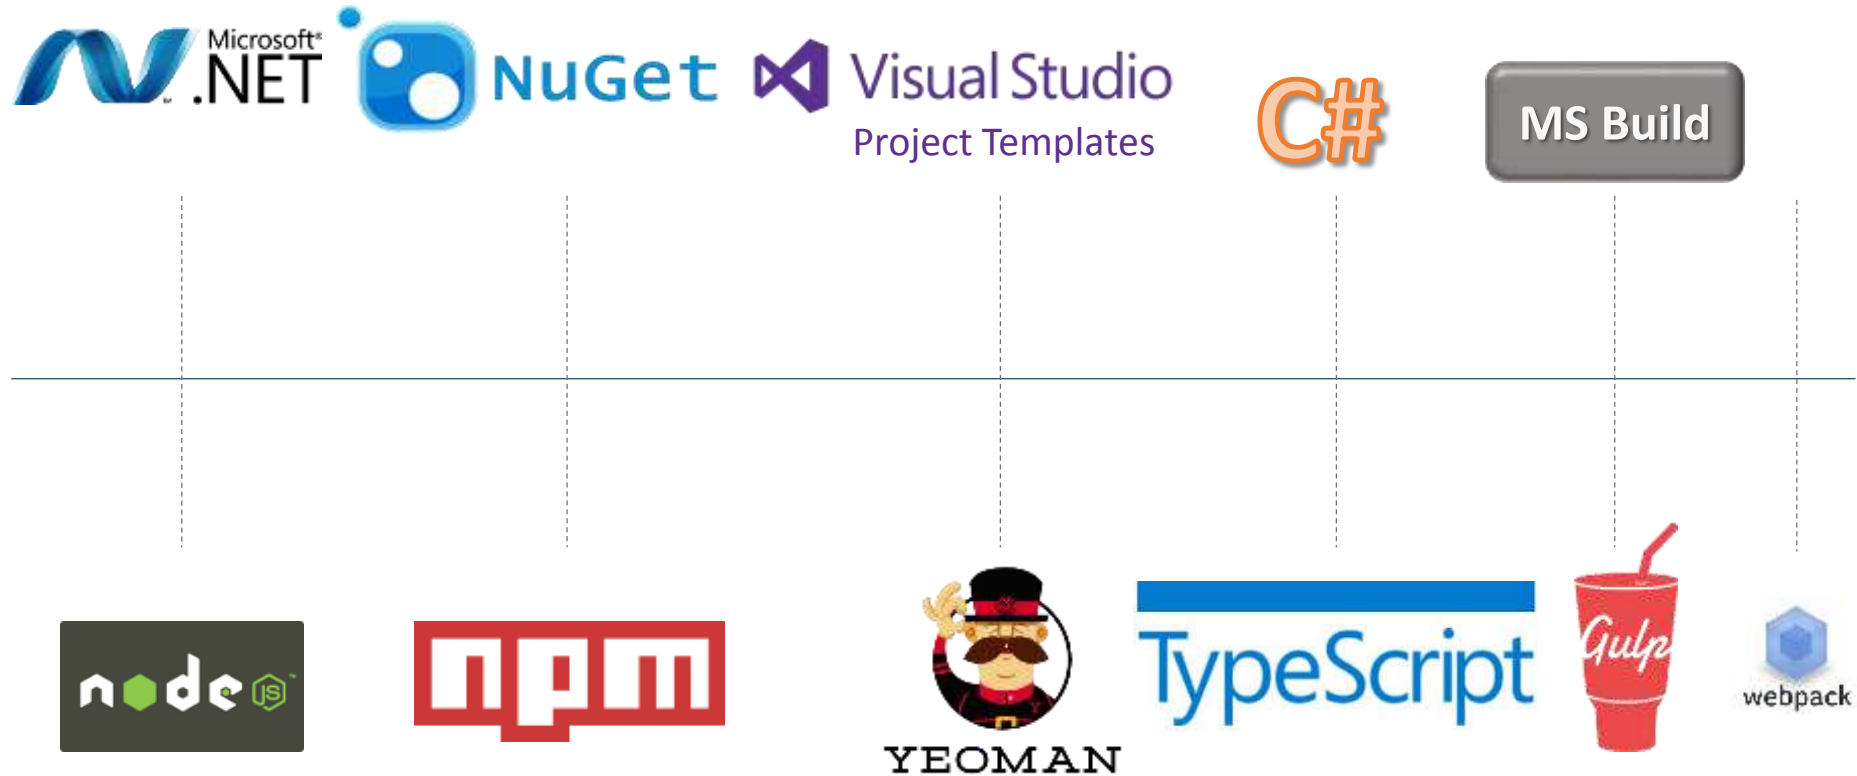 Microsoft®
.NET
NuGet
Visual Studio
Project Templates
C#
MS Build
node
JS
npm
YEOMAN
TypeScript
Gulp
webpack